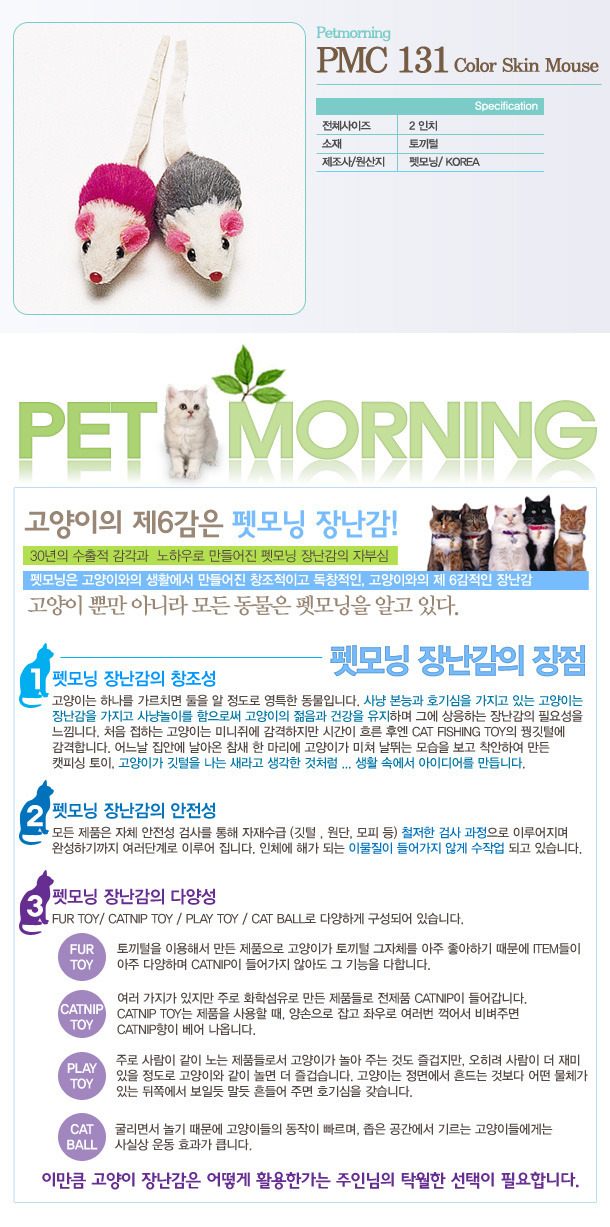 Petmorning
PMC 131 Color Skin Mouse
Specification
전체사이즈 2 인치
소재 토끼털
제조사/원산지 펫모닝/ KOREA
PET MORNING
고양이의 제6감은 펫모닝 장난감!
30년의 수출적 감각과 노하우로 만들어진 펫모닝 장난감의 자부심
펫모닝은 고양이와의 생활에서 만들어진 창조적이고 독창적인, 고양이와의 제 6감적인 장난감
고양이 뿐만 아니라 모든 동물은 펫모닝을 알고 있다.
펫모닝 장난감의 장점
1 펫모닝 장난감의 창조성
고양이는 하나를 가르치면 둘을 알 정도로 영특한 동물입니다. 사냥 본능과 호기심을 가지고 있는 고양이는
장난감을 가지고 사냥놀이를 함으로써 고양이의 젊음과 건강을 유지하며 그에 상응하는 장난감의 필요성을
느낍니다. 처음 접하는 고양이는 미니쥐에 감격하지만 시간이 흐른 후엔 CAT FISHING TOY의 꿩깃털에
감격합니다. 어느날 집안에 날아온 참새 한 마리에 고양이가 미쳐 날뛰는 모습을 보고 착안하여 만든
캣피싱 토이, 고양이가 깃털을 나는 새라고 생각한 것처럼 ... 생활 속에서 아이디어를 만듭니다.
2 펫모닝 장난감의 안전성
모든 제품은 자체 안전성 검사를 통해 자재수급 (깃털 , 원단, 모피 등) 철저한 검사 과정으로 이루어지며
완성하기까지 여러단계로 이루어 집니다. 인체에 해가 되는 이물질이 들어가지 않게 수작업 되고 있습니다.
3 펫모닝 장난감의 다양성
FUR TOY/ CATNIP TOY / PLAY TOY / CAT BALL로 다양하게 구성되어 있습니다.
FUR
TOY
토끼털을 이용해서 만든 제품으로 고양이가 토끼털 그자체를 아주 좋아하기 때문에 ITEM들이
아주 다양하며 CATNIP이 들어가지 않아도 그 기능을 다합니다.
CATNIP
TOY
여러 가지가 있지만 주로 화학섬유로 만든 제품들로 전제품 CATNIP이 들어갑니다.
CATNIP TOY는 제품을 사용할 때, 양손으로 잡고 좌우로 여러번 꺽어서 비벼주면
CATNIP향이 베어 나옵니다.
PLAY
TOY
주로 사람이 같이 노는 제품들로서 고양이가 놀아 주는 것도 즐겁지만, 오히려 사람이 더 재미
있을 정도로 고양이와 같이 놀면 더 즐겁습니다. 고양이는 정면에서 흔드는 것보다 어떤 물체가
있는 뒤쪽에서 보일듯 말듯 흔들어 주면 호기심을 갖습니다.
CAT
BALL
굴리면서 놀기 때문에 고양이들의 동작이 빠르며, 좁은 공간에서 기르는 고양이들에게는
사실상 운동 효과가 큽니다.
이만큼 고양이 장난감은 어떻게 활용한가는 주인님의 탁월한 선택이 필요합니다.